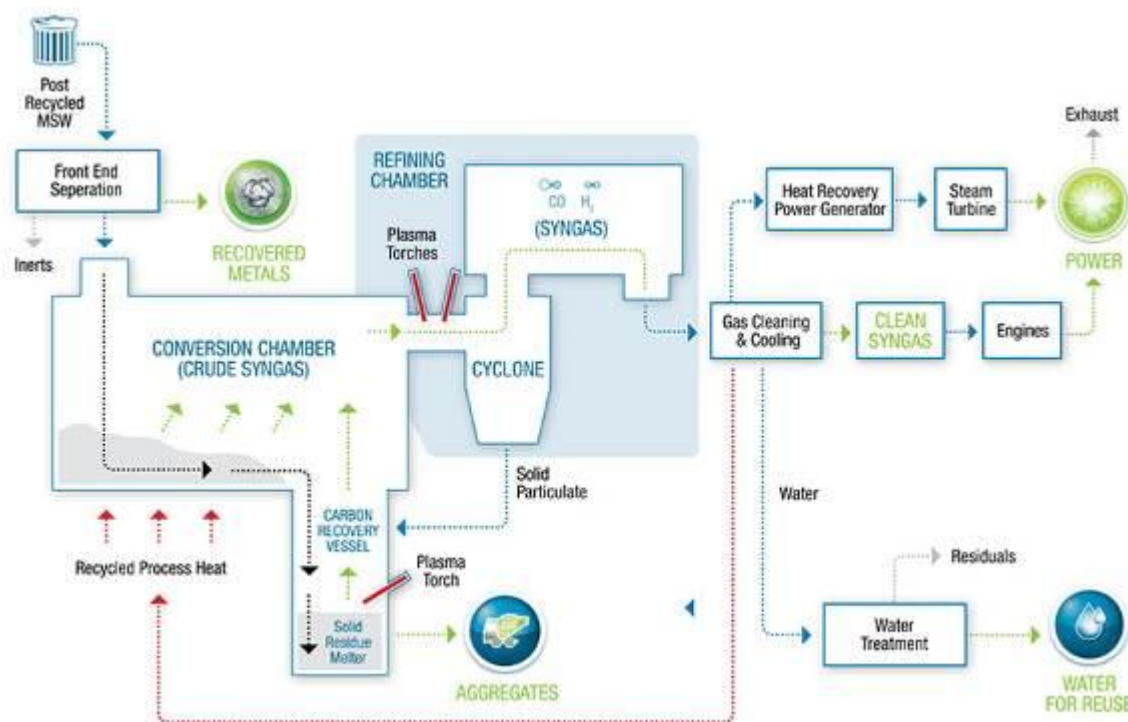 Post
Recycled
MSW
Front End
Seperation
Inerts
RECOVERED
METALS
REFINING
CHAMBER
Plasma
Torches
CO H2
(SYNGAS)
CYCLONE
CONVERSION CHAMBER
(CRUDE SYNGAS)
Solid
Particulate
CARBON
RECOVERY
VESSEL
Recycled Process Heat
Plasma
Torch
Solid
Residue
Melter
AGGREGATES
Heat Recovery
Power Generator
Steam
Turbine
Exhaust
POWER
Gas Cleaning
& Cooling
CLEAN
SYNGAS
Engines
Water
Residuals
Water
Treatment
WATER
FOR REUSE